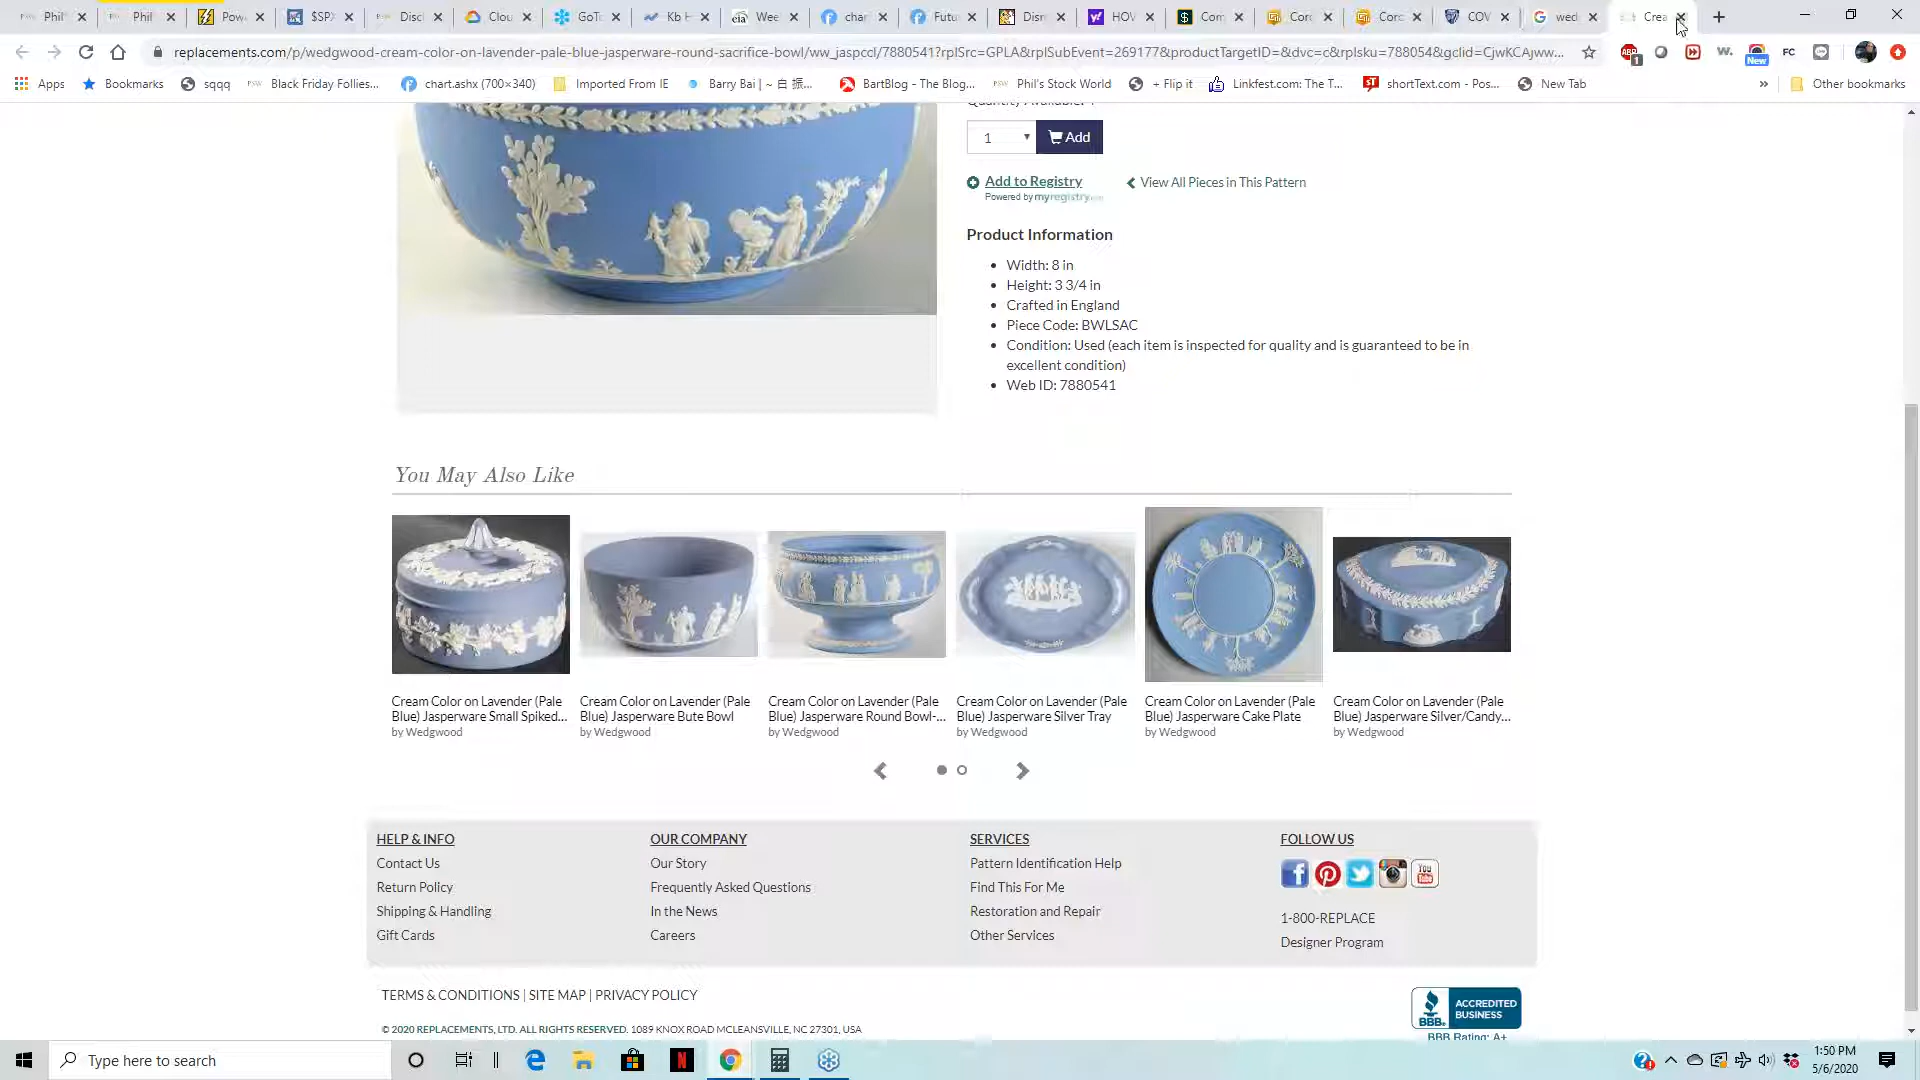 Phil
Phil
Pow
$SP
Discl
Clou
GoTo
Kb H
Wee
char
Futu
Disn
HOV
Com
Corc
Corc
COV
wed
Crea
replacements.com/p/wedgwood-cream-color-on-lavender-pale-blue-jasperware-round-sacrifice-bowl/ww_jaspccl/7880541?rplSrc=GPLA&rplSubEvent=269177&productTargetID=&dvc=c&rplsku=788054&gclid=CjwKCAjww...
ABP
1
W.
New
FC
Apps
Bookmarks
sqqq
Black Friday Follies...
chart.ashx (700×340)
Imported From IE
Barry Bai | ~ 白 振...
BartBlog - The Blog...
Phil's Stock World
+ Flip it
Linkfest.com: The T...
shortText.com - Pos...
New Tab
»
Other bookmarks
1
Add
Add to Registry
Powered by myregistry.com
View All Pieces in This Pattern
Product Information
Width: 8 in
Height: 3 3/4 in
Crafted in England
Piece Code: BWLSAC
Condition: Used (each item is inspected for quality and is guaranteed to be in
excellent condition)
Web ID: 7880541
You May Also Like
Cream Color on Lavender (Pale
Blue) Jasperware Small Spiked...
by Wedgwood
Cream Color on Lavender (Pale
Blue) Jasperware Bute Bowl
by Wedgwood
Cream Color on Lavender (Pale
Blue) Jasperware Round Bowl-...
by Wedgwood
Cream Color on Lavender (Pale
Blue) Jasperware Silver Tray
by Wedgwood
Cream Color on Lavender (Pale
Blue) Jasperware Cake Plate
by Wedgwood
Cream Color on Lavender (Pale
Blue) Jasperware Silver/Candy...
by Wedgwood
HELP & INFO
Contact Us
Return Policy
Shipping & Handling
Gift Cards
OUR COMPANY
Our Story
Frequently Asked Questions
In the News
Careers
SERVICES
Pattern Identification Help
Find This For Me
Restoration and Repair
Other Services
FOLLOW US
You Tube
1-800-REPLACE
Designer Program
TERMS & CONDITIONS | SITE MAP | PRIVACY POLICY
© 2020 REPLACEMENTS, LTD. ALL RIGHTS RESERVED. 1089 KNOX ROAD MCLEANSVILLE, NC 27301, USA
BBB.
ACCREDITED
BUSINESS
BBB Rating: A+
Type here to search
1:50 PM
5/6/2020